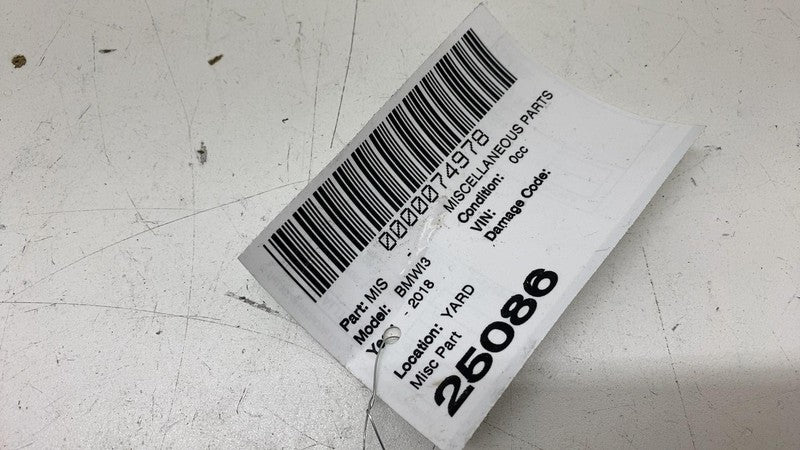 0000074978
Part: MIS - MISCELLANEOUS PARTS
Model: BMWI3 Condition: 0cc
- 2018 VIN:
Damage Code:
Location: YARD
Misc Part
25086